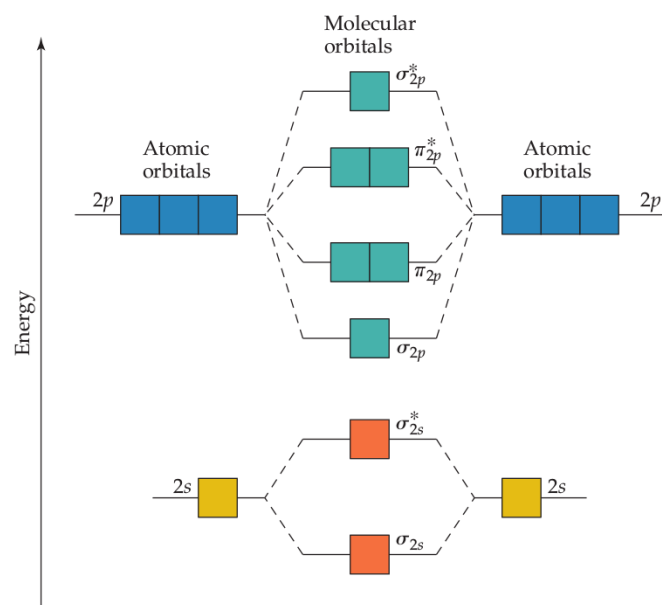 Molecular
orbitals
σ*2p
Atomic
orbitals
π*2p
Atomic
orbitals
2p
2p
π2p
σ2p
Energy
σ*2s
2s
2s
σ2s